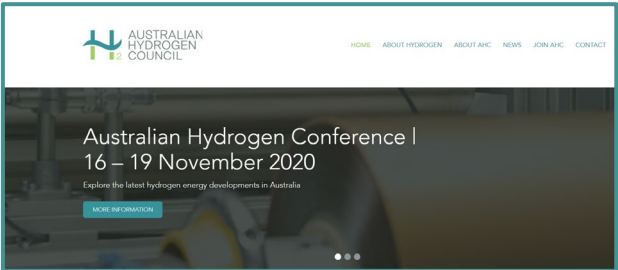 AUSTRALIAN
HYDROGEN
COUNCIL
H2
HOME ABOUT HYDROGEN ABOUT AHC NEWS JOIN AHC CONTACT
Australian Hydrogen Conference |
16 – 19 November 2020
Explore the latest hydrogen energy developments in Australia
MORE INFORMATION